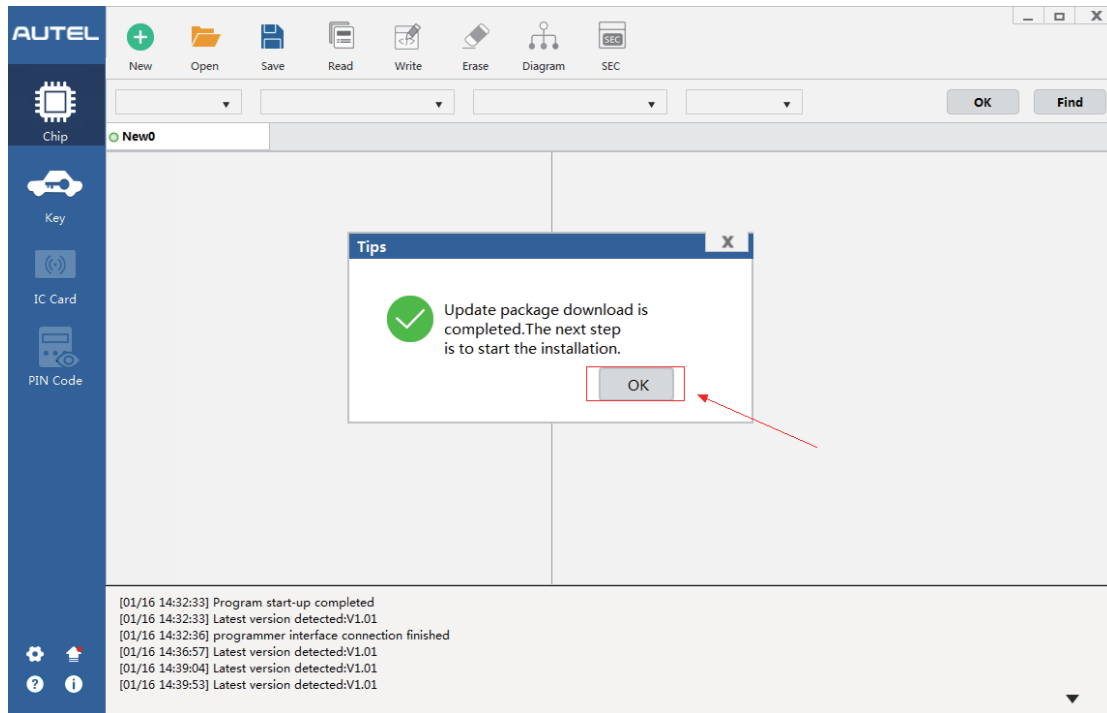 AUTEL
New Open Save Read Write Erase Diagram SEC
SEC
OK Find
Chip
New0
Key
IC Card
PIN Code
Tips
X
Update package download is
completed.The next step
is to start the installation.
OK
[01/16 14:32:33] Program start-up completed
[01/16 14:32:33] Latest version detected:V1.01
[01/16 14:32:36] programmer interface connection finished
[01/16 14:36:57] Latest version detected:V1.01
[01/16 14:39:04] Latest version detected:V1.01
[01/16 14:39:53] Latest version detected:V1.01